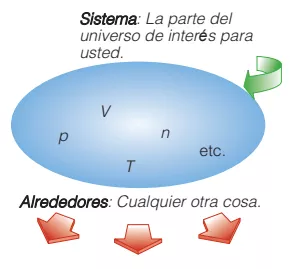 Sistema: La parte del
universo de interés para
usted.
V
p
n
etc.
T
Alrededores: Cualquier otra cosa.